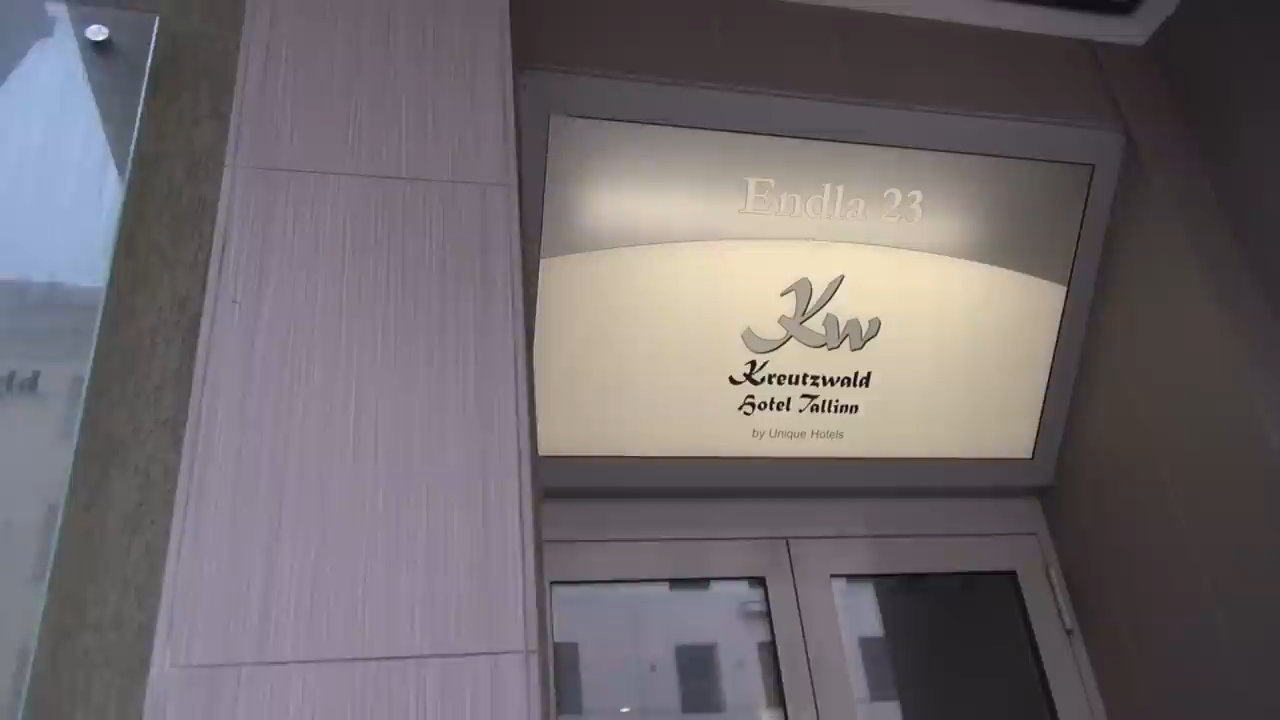 Endla 23
Kw
Kreutzwald
Hotel Tallinn
by Unique Hotels